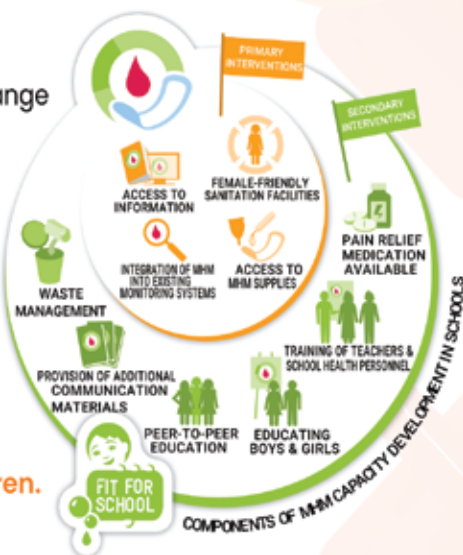 ange
PRIMARY
INTERVENTIONS
SECONDARY
INTERVENTIONS
ACCESS TO
INFORMATION
FEMALE-FRIENDLY
SANITATION FACILITIES
INTEGRATION OF MHM
INTO EXISTING
MONITORING SYSTEMS
ACCESS TO
MHM SUPPLIES
PAIN RELIEF
MEDICATION
AVAILABLE
WASTE
MANAGEMENT
TRAINING OF TEACHERS &
SCHOOL HEALTH PERSONNEL
PROVISION OF ADDITIONAL
COMMUNICATION
MATERIALS
PEER-TO-PEER
EDUCATION
EDUCATING
BOYS & GIRLS
ren.
FIT FOR
SCHOOL
COMPONENTS OF MHM CAPACITY DEVELOPMENT IN SCHOOLS